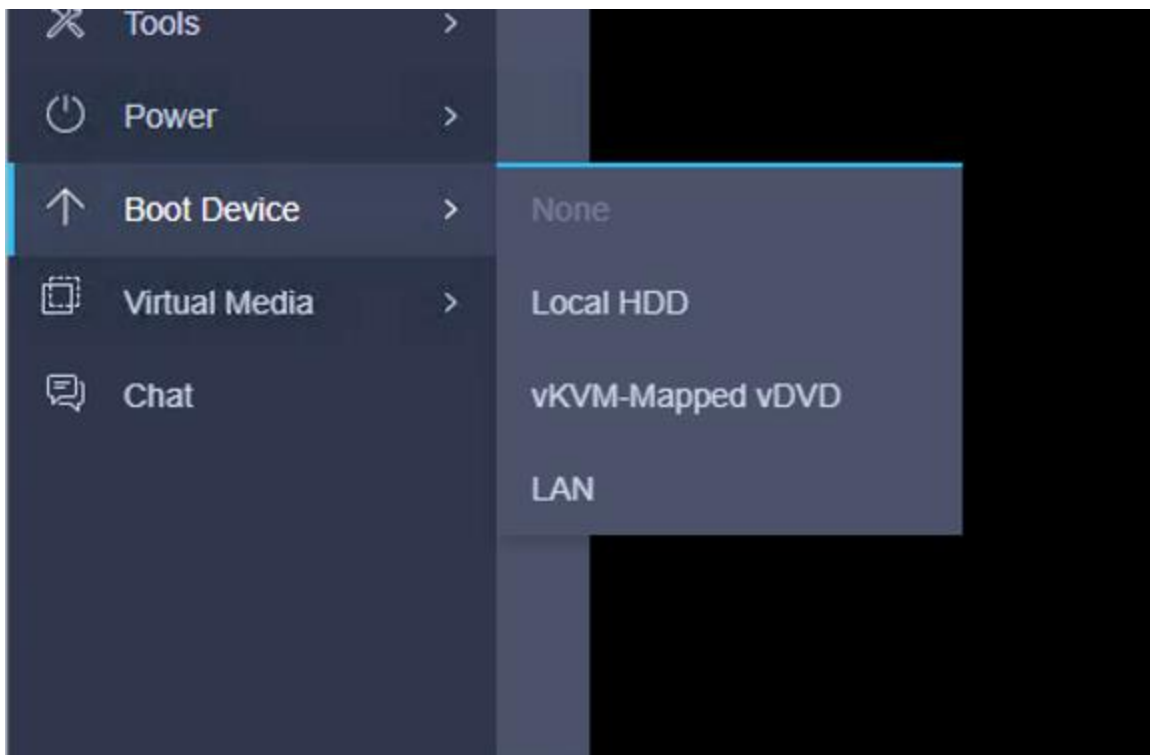 Tools
Power
Boot Device
None
Virtual Media
Local HDD
Chat
vKVM-Mapped vDVD
LAN